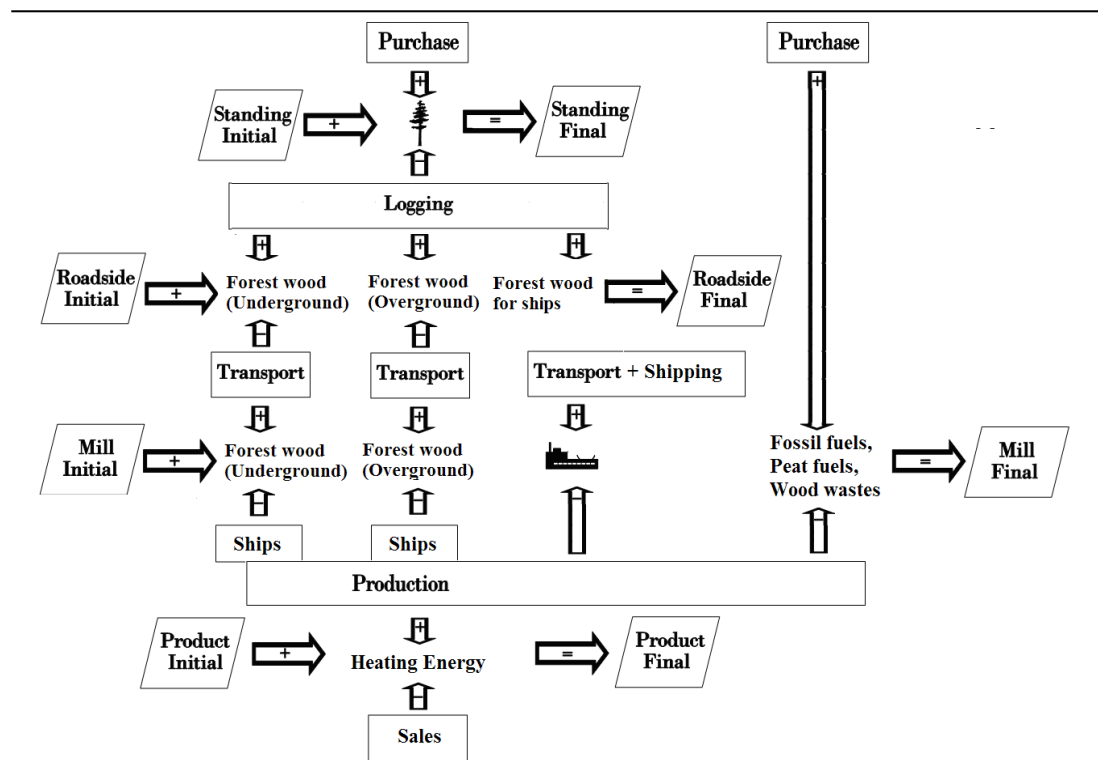 Purchase
Purchase
+
+
Standing
Initial
+
=
Standing
Final
−
Logging
+
+
+
Roadside
Initial
+
Forest wood
(Underground)
Forest wood
(Overground)
Forest wood
for ships
=
Roadside
Final
−
−
Transport
Transport
Transport + Shipping
+
+
+
Mill
Initial
+
Forest wood
(Underground)
Forest wood
(Overground)
Fossil fuels,
Peat fuels,
Wood wastes
=
Mill
Final
−
−
−
−
Ships
Ships
Production
+
Product
Initial
+
Heating Energy
=
Product
Final
−
Sales